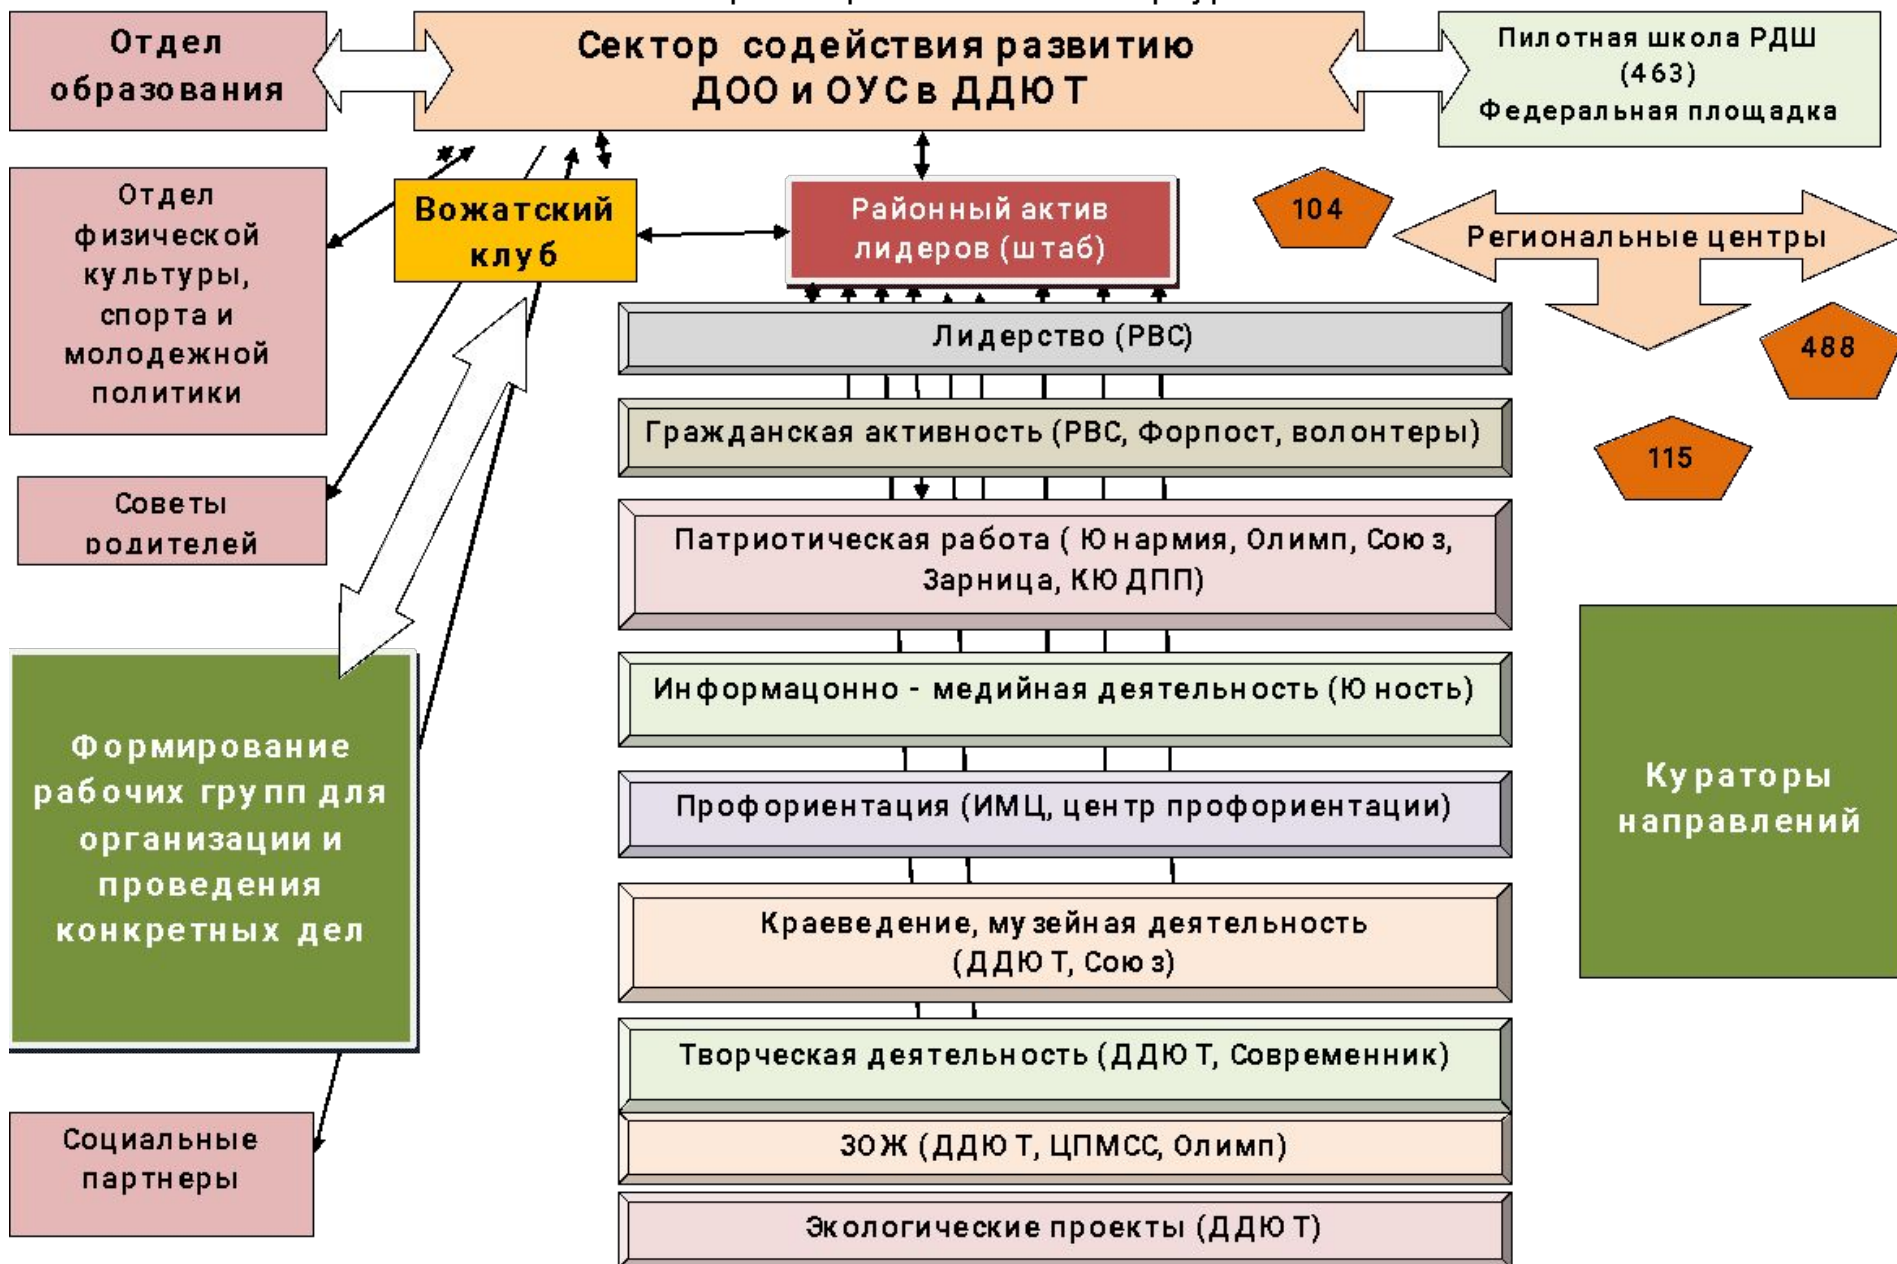 Отдел
образования
Сектор содействия развитию
ДОО и ОУС в ДДЮТ
Пилотная школа РДШ
(463)
Федеральная площадка
Отдел
физической
культуры,
спорта и
молодежной
политики
Вожатский
клуб
Районный актив
лидеров (штаб)
104
Региональные центры
488
115
Советы
родителей
Лидерство (РВС)
Гражданская активность (РВС, Форпост, волонтеры)
Патриотическая работа ( Юнармия, Олимп, Союз,
Зарница, КЮДПП)
Информацонно - медийная деятельность (Юность)
Профориентация (ИМЦ, центр профориентации)
Краеведение, музейная деятельность
(ДДЮТ, Союз)
Творческая деятельность (ДДЮТ, Современник)
ЗОЖ (ДДЮТ, ЦПМСС, Олимп)
Экологические проекты (ДДЮТ)
Формирование
рабочих групп для
организации и
проведения
конкретных дел
Кураторы
направлений
Социальные
партнеры